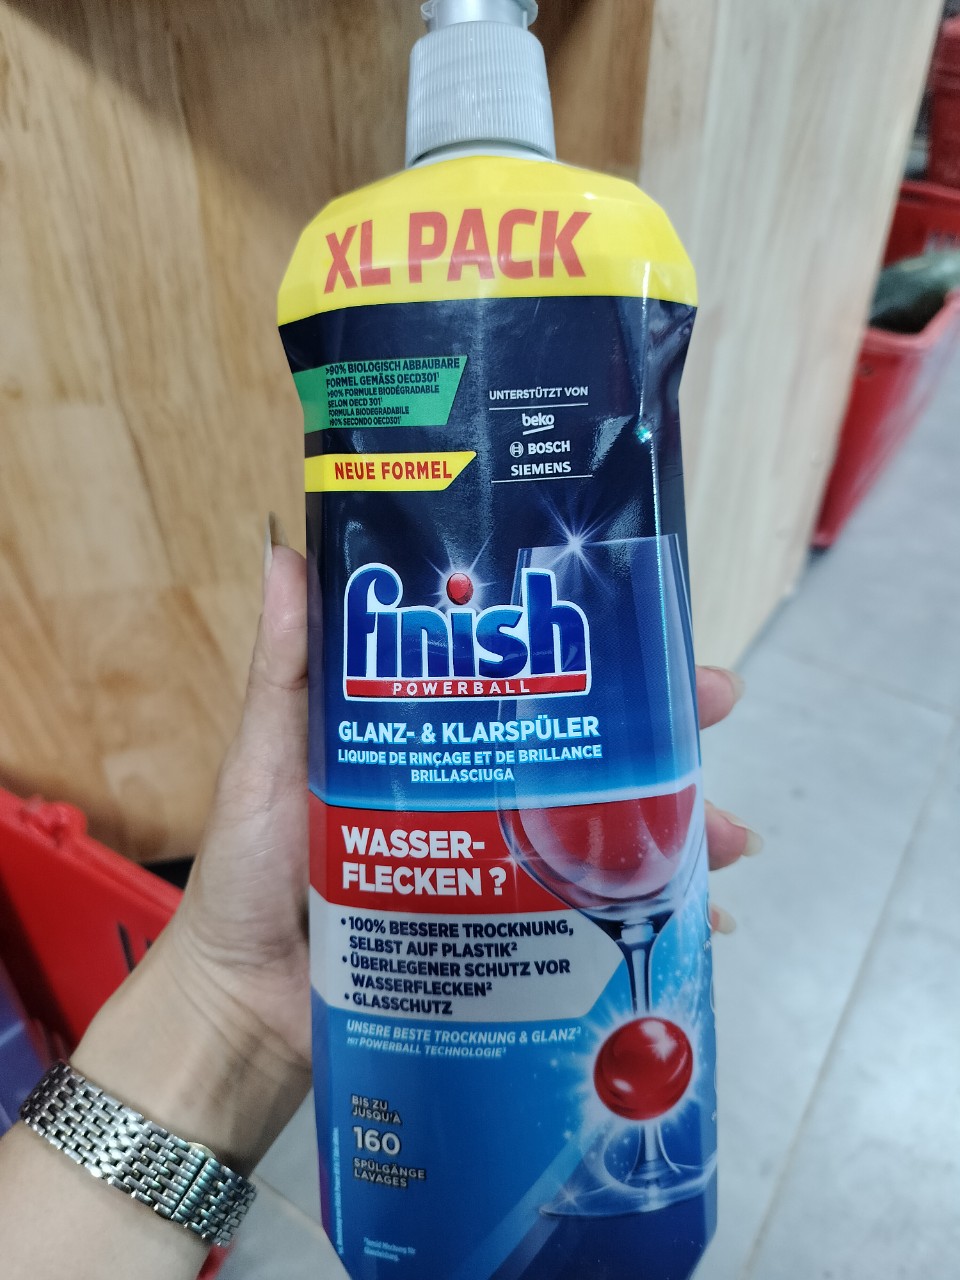 XL PACK
>90% BIOLOGISCH ABBAUBARE
FORMEL GEMÄSS OECD301¹
>90% FORMULE BIODÉGRADABLE
SELON OECD 301¹
FORMULA BIODEGRADABILE
>90% SECONDO OECD301¹
UNTERSTÜTZT VON
beko
BOSCH
SIEMENS
NEUE FORMEL
finish
POWERBALL
GLANZ- & KLARSPÜLER
LIQUIDE DE RINÇAGE ET DE BRILLANCE
BRILLASCIUGA
WASSER-
FLECKEN ?
• 100% BESSERE TROCKNUNG,
SELBST AUF PLASTIK²
• ÜBERLEGENER SCHUTZ VOR
WASSERFLECKEN²
• GLASSCHUTZ
UNSERE BESTE TROCKNUNG & GLANZ³
MIT POWERBALL TECHNOLOGIE³
BIS ZU
JUSQU'À
160
SPÜLGÄNGE
LAVAGES